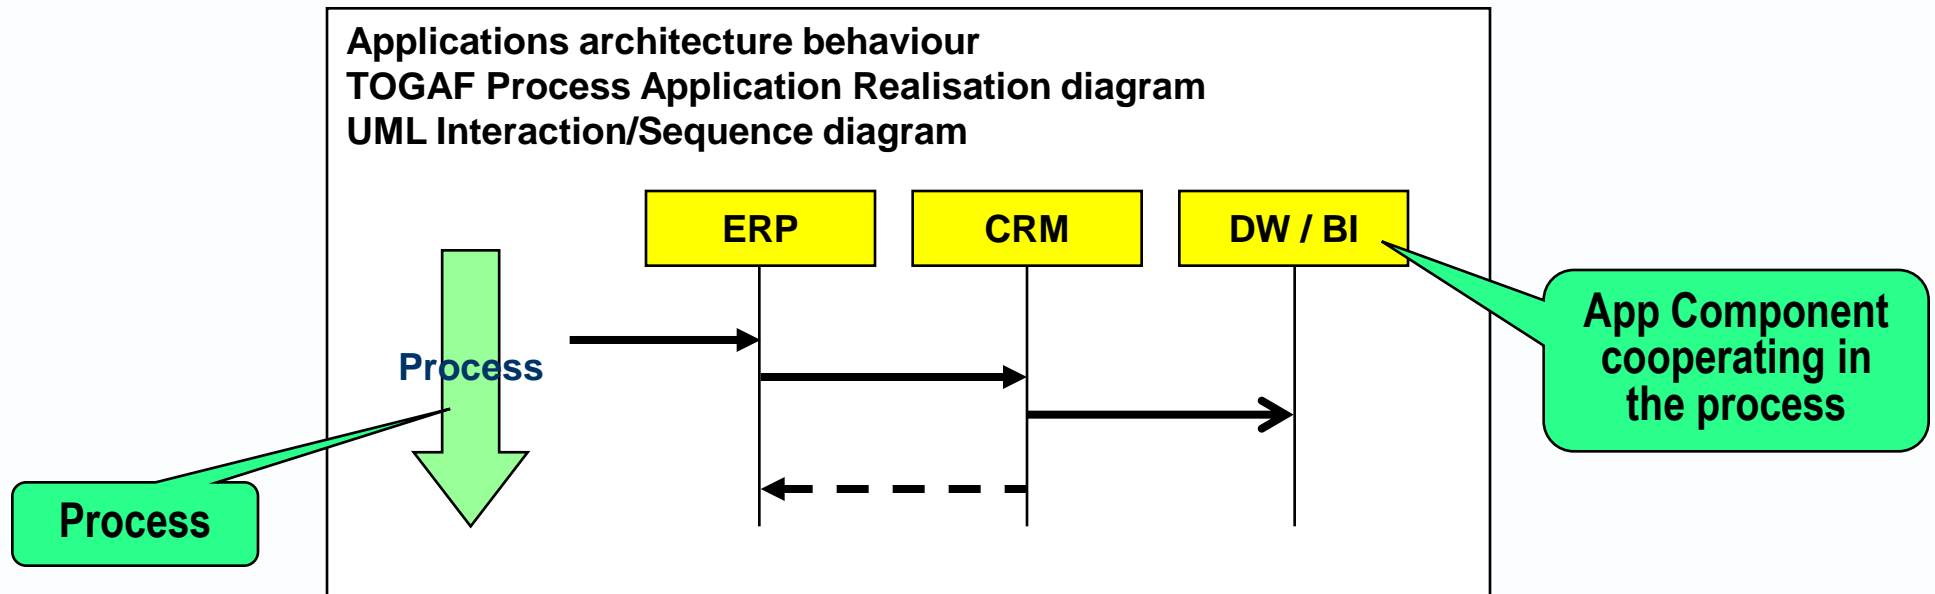 Applications architecture behaviour
TOGAF Process Application Realisation diagram
UML Interaction/Sequence diagram
ERP
CRM
DW / BI
Process
App Component
cooperating in
the process
Process